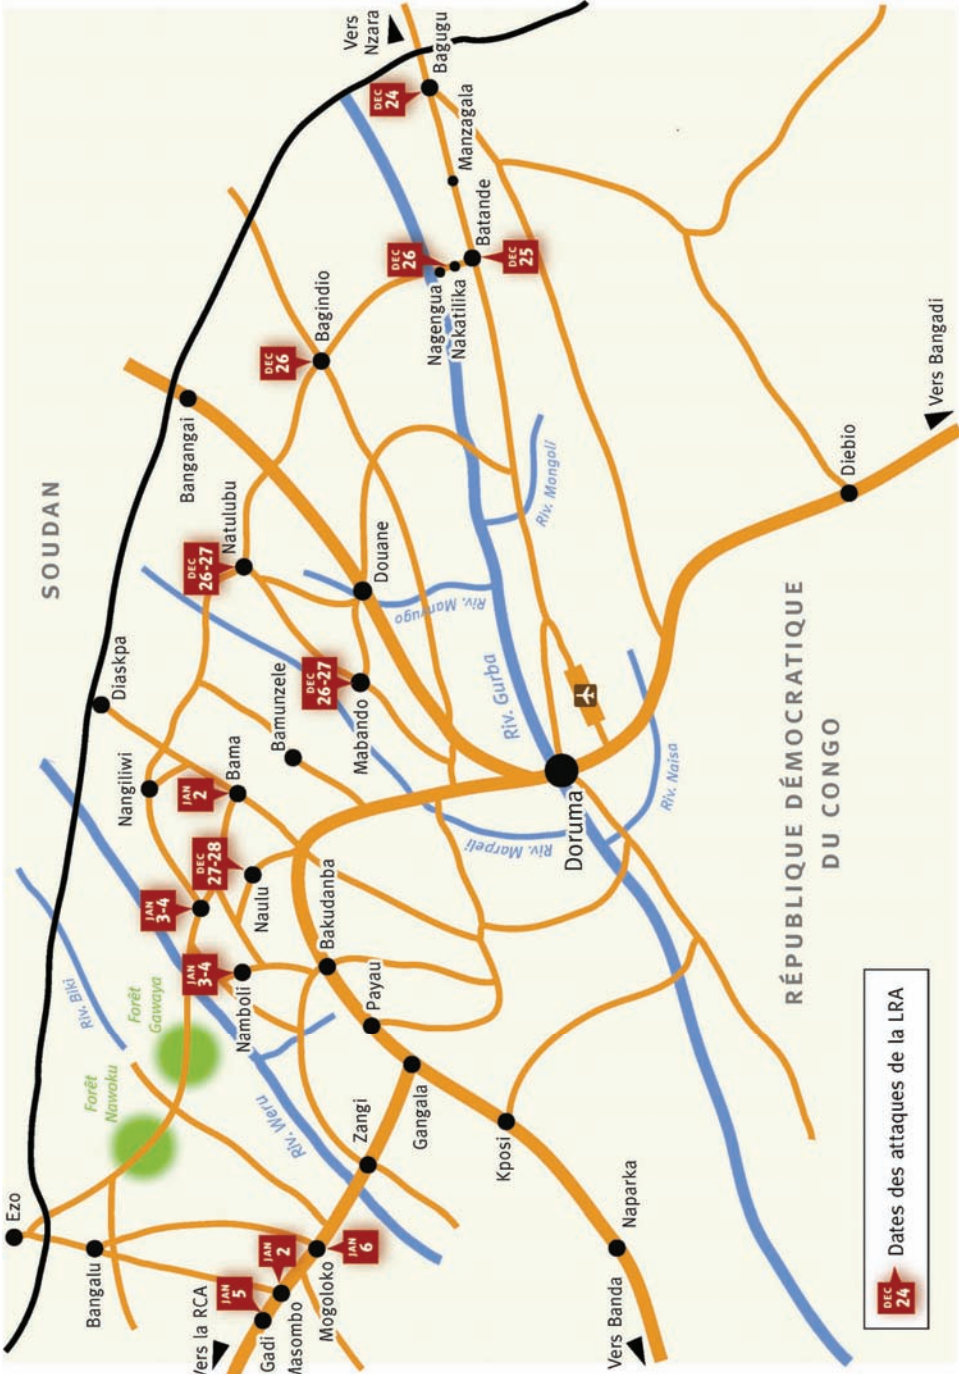 Ezo
SOUDAN
Riv. Biki
Forêt
Nawoku
Forêt
Gawaya
Bangalu
Diaskpa
Nangiliwi
JAN
3-4
JAN
2
DEC
26-27
Natulubu
Bangangai
Vers la RCA
JAN
5
JAN
2
Gadi
Masombo
Mogoloko
JAN
6
Riv. Weru
JAN
3-4
Namboli
DEC
27-28
Naulu
Bama
Bamunzele
DEC
26-27
Mabando
Douane
DEC
26
Bagindio
Vers
Nzara
DEC
24
Bagugu
Manzagala
DEC
26
Nagengua
Nakatilika
Batande
DEC
25
Zangi
Gangala
Payau
Bakudanba
Riv. Marpeli
Riv. Manvugo
Riv. Gurba
Riv. Mongoli
Kposi
Doruma
Riv. Naisa
Vers Banda
Naparka
RÉPUBLIQUE DÉMOCRATIQUE
DU CONGO
Diebio
Vers Bangadi
DEC
24
Dates des attaques de la LRA